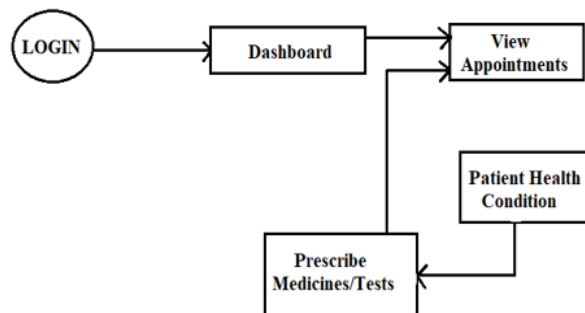 LOGIN
Dashboard
View
Appointments
Patient Health
Condition
Prescribe
Medicines/Tests